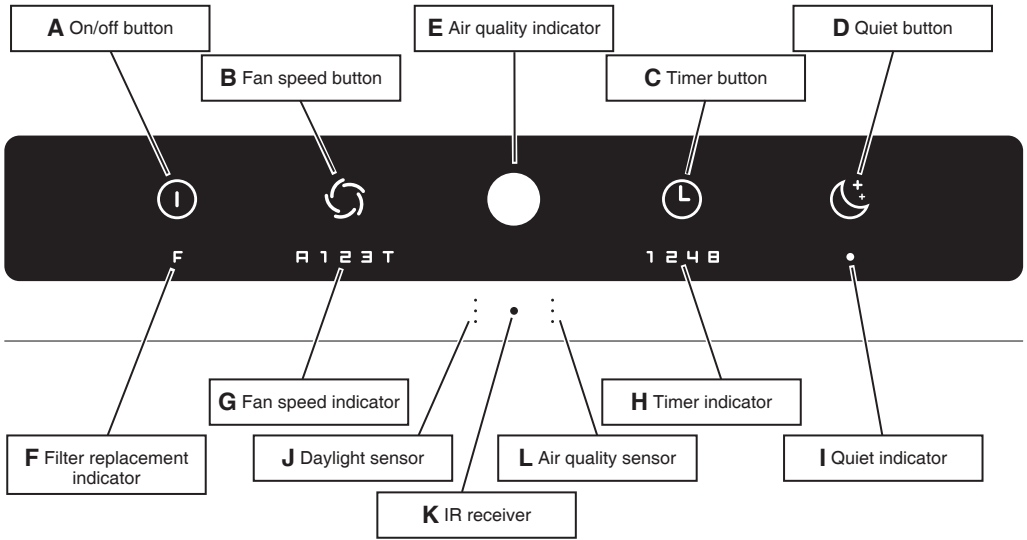 A On/off button
E Air quality indicator
D Quiet button
B Fan speed button
C Timer button
F
A 1 2 3 T
1 2 4 8
G Fan speed indicator
H Timer indicator
F Filter replacement
indicator
J Daylight sensor
L Air quality sensor
I Quiet indicator
K IR receiver